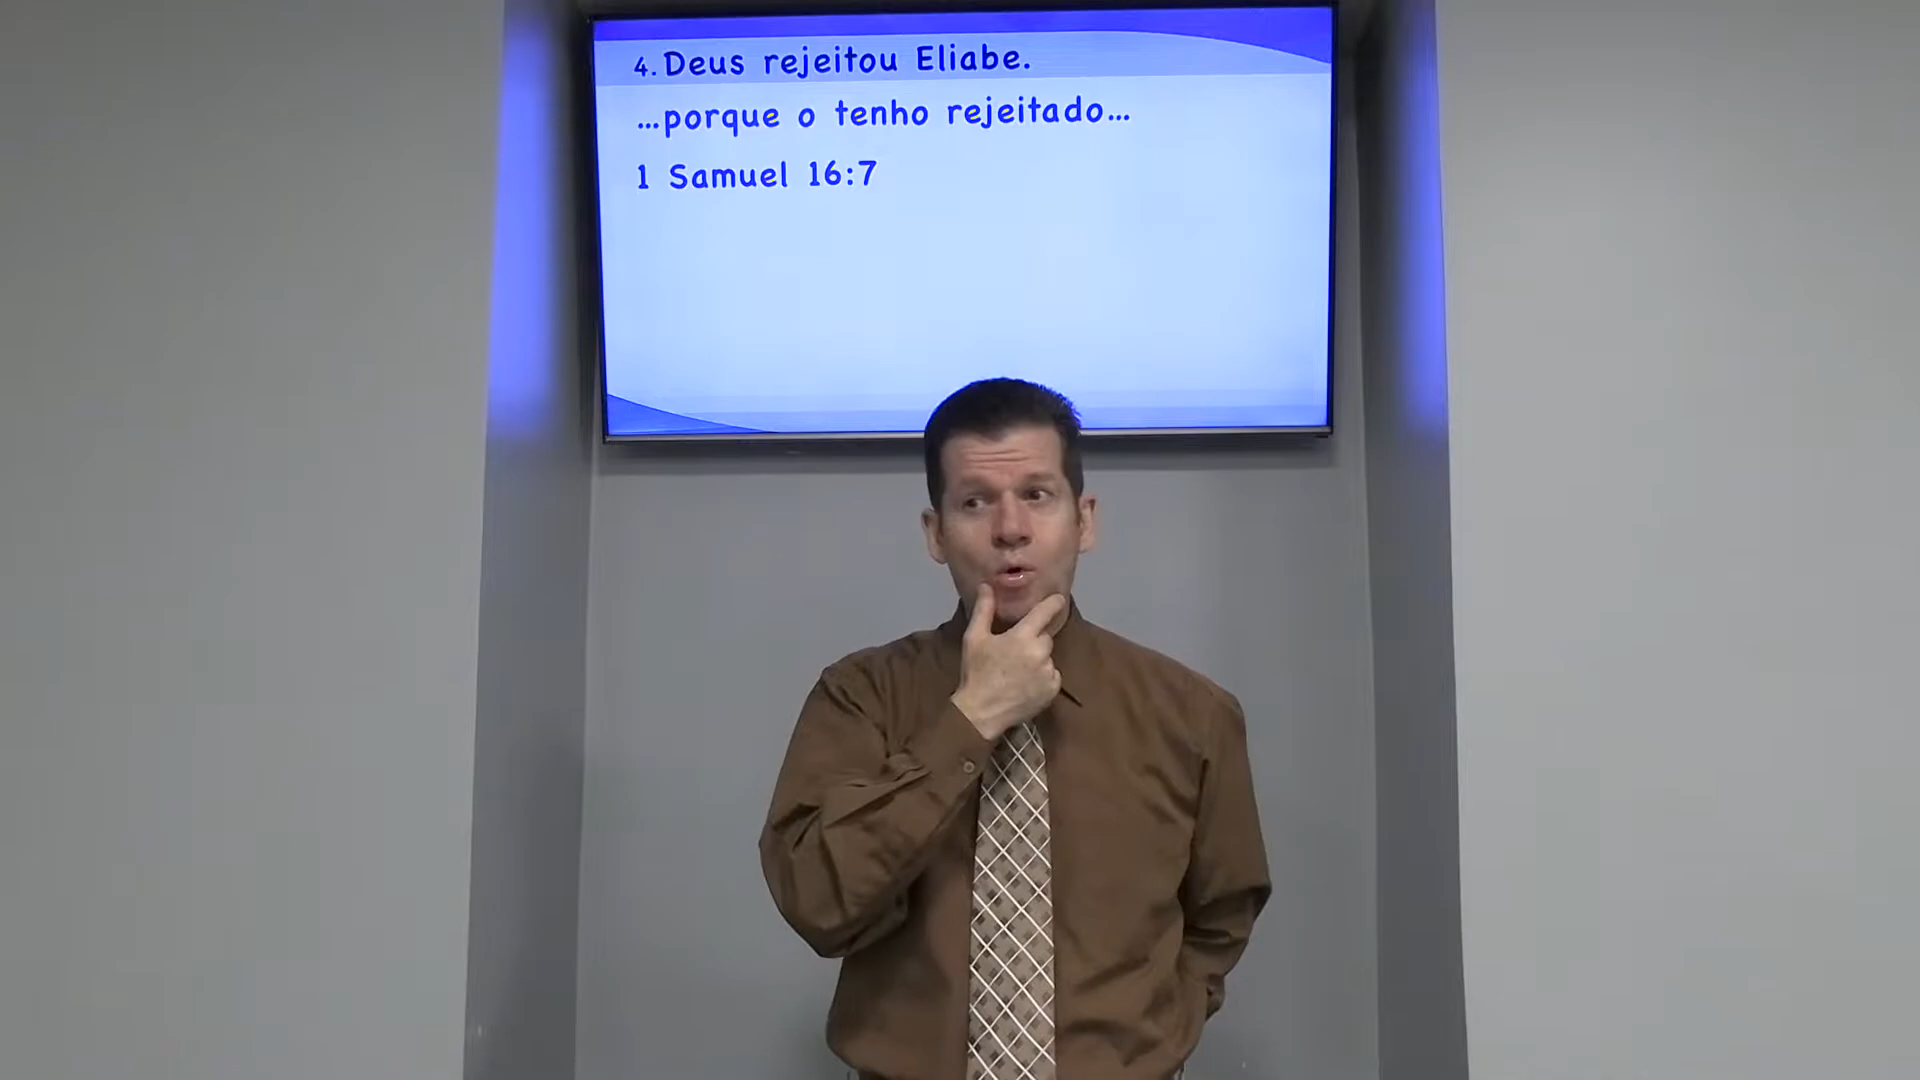 4. Deus rejeitou Eliabe.
...porque o tenho rejeitado...
1 Samuel 16:7